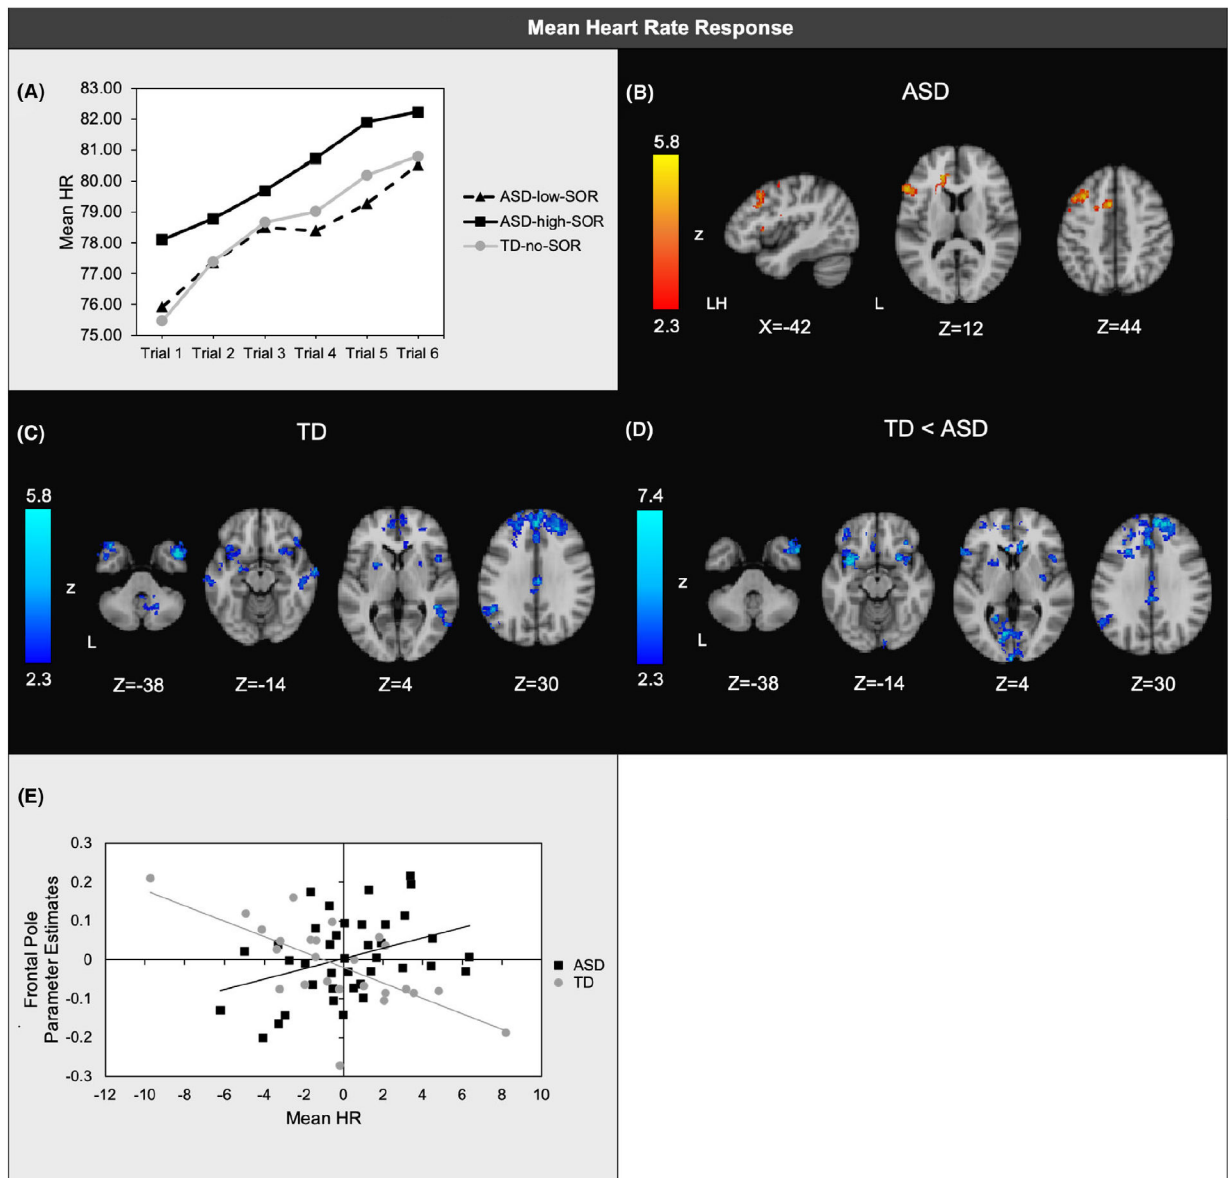 Mean Heart Rate Response
(A)
83.00
82.00
81.00
80.00
79.00
78.00
77.00
76.00
75.00
Mean HR
Trial 1 Trial 2 Trial 3 Trial 4 Trial 5 Trial 6
ASD-low-SOR
ASD-high-SOR
TD-no-SOR
(B)
ASD
5.8
z
2.3
LH
L
X=-42
Z=12
Z=44
(C)
TD
5.8
z
2.3
L
Z=-38
Z=-14
Z=4
Z=30
(D)
TD < ASD
7.4
z
2.3
L
Z=-38
Z=-14
Z=4
Z=30
(E)
0.3
0.2
0.1
0
-0.1
-0.2
-0.3
Frontal Pole
Parameter Estimates
-12 -10 -8 -6 -4 -2 0 2 4 6 8 10
Mean HR
ASD
TD